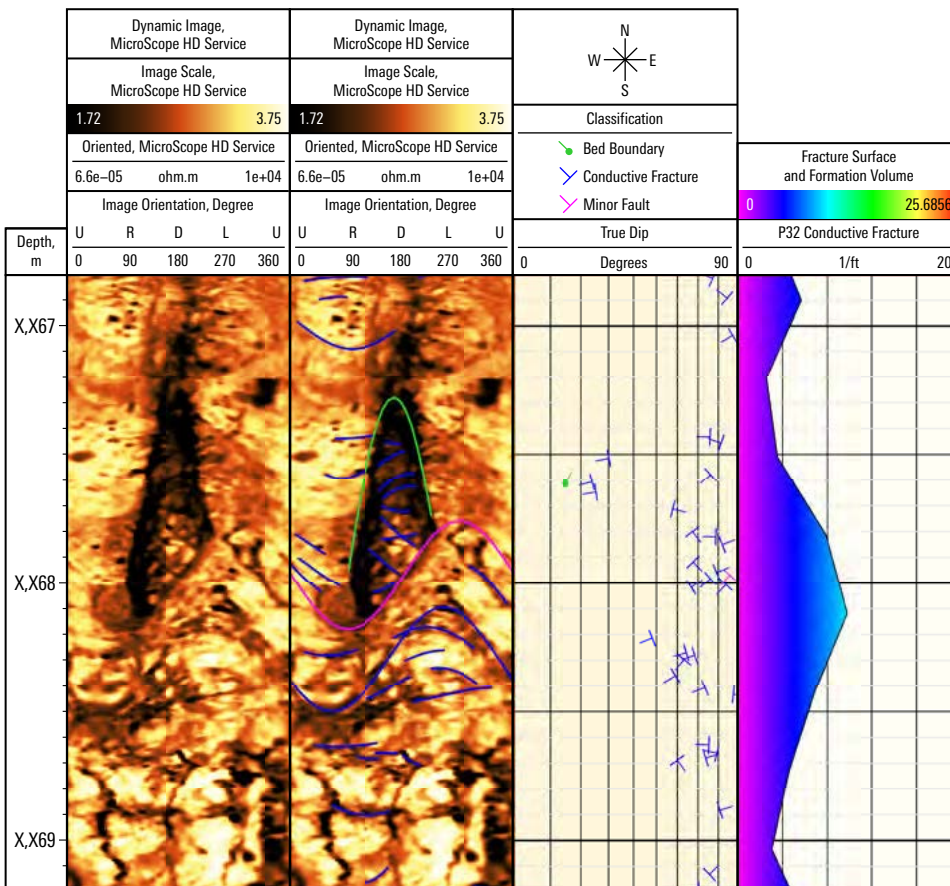 Dynamic Image,
MicroScope HD Service
Image Scale,
MicroScope HD Service
1.72 3.75
Oriented, MicroScope HD Service
6.6e–05 ohm.m 1e+04
Image Orientation, Degree
U R D L U
0 90 180 270 360
Dynamic Image,
MicroScope HD Service
Image Scale,
MicroScope HD Service
1.72 3.75
Oriented, MicroScope HD Service
6.6e–05 ohm.m 1e+04
Image Orientation, Degree
U R D L U
0 90 180 270 360
N
W E
S
Classification
Bed Boundary
Conductive Fracture
Minor Fault
True Dip
0 Degrees 90
Fracture Surface
and Formation Volume
0 25.6856
P32 Conductive Fracture
0 1/ft 20
Depth,
m
X,X67
X,X68
X,X69